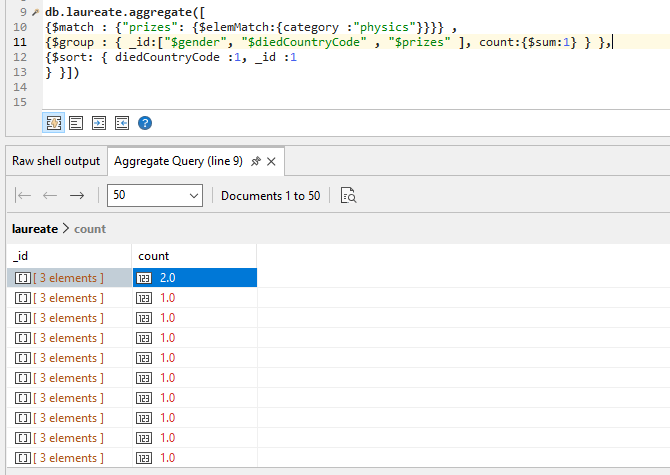 9 db.laureate.aggregate([
10 {$match : {"prizes": {$elemMatch:{category :"physics"}}}} ,
11 {$group : { _id:["$gender", "$diedCountryCode" , "$prizes" ], count:{$sum:1} } },
12 {$sort: { diedCountryCode :1, _id :1
13 } }])
14
15
Raw shell output Aggregate Query (line 9)
50 Documents 1 to 50
laureate > count
_id count
[ 3 elements ] 2.0
[ 3 elements ] 1.0
[ 3 elements ] 1.0
[ 3 elements ] 1.0
[ 3 elements ] 1.0
[ 3 elements ] 1.0
[ 3 elements ] 1.0
[ 3 elements ] 1.0
[ 3 elements ] 1.0
[ 3 elements ] 1.0